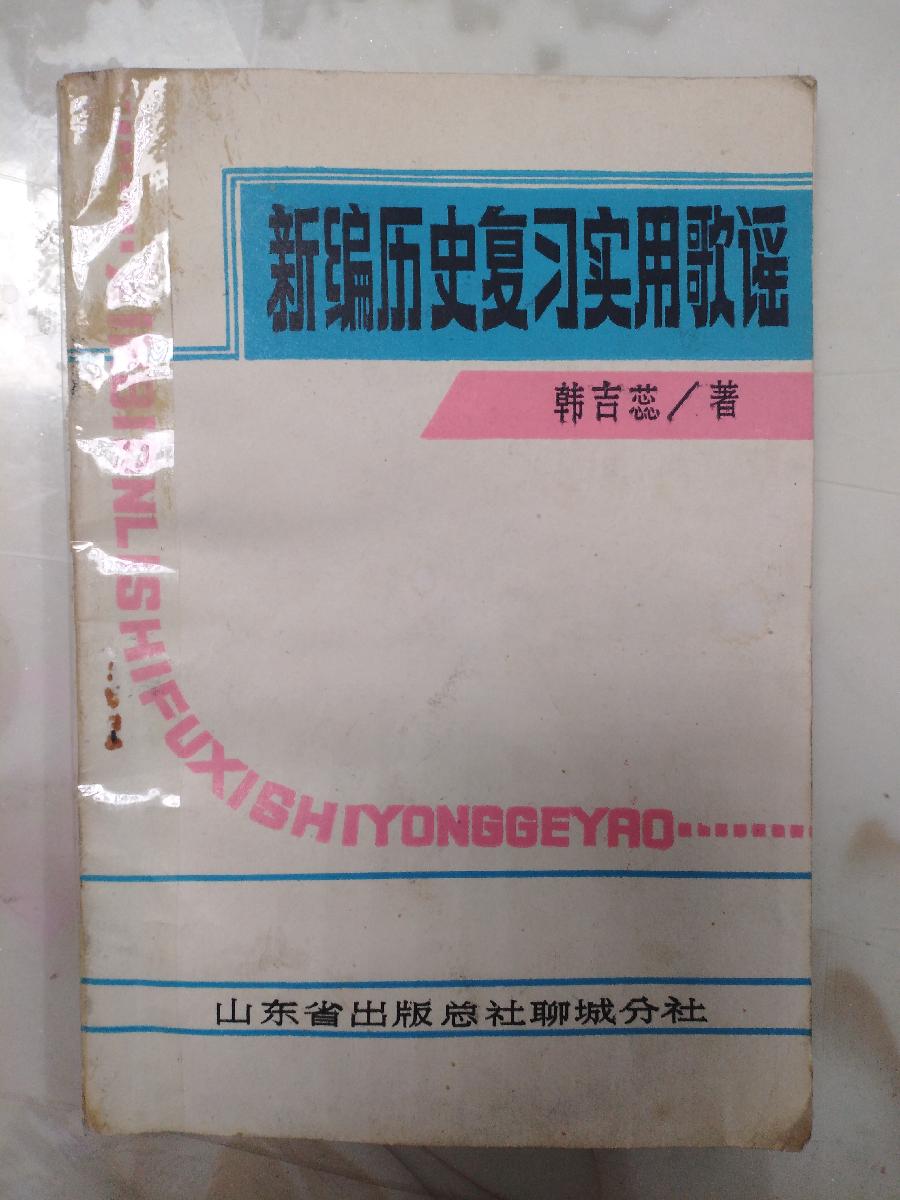 新编历史复习实用歌谣
韩吉蕊/著
BIANLISHIFUXISHIYONGGEYAO
山东省出版总社聊城分社